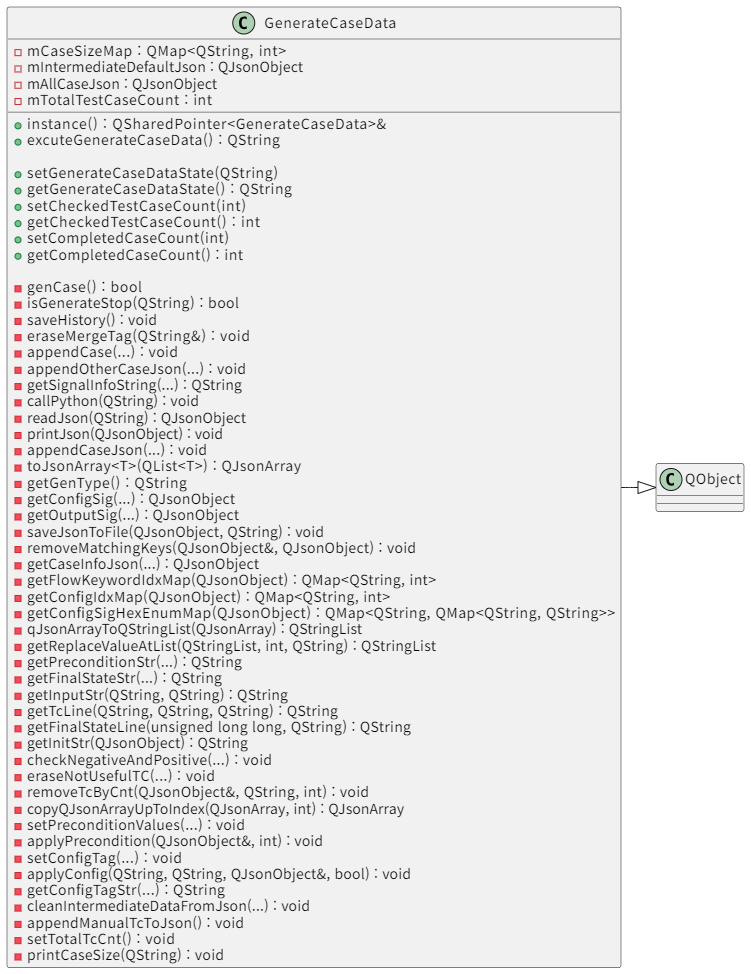 C GenerateCaseData
mCaseSizeMap : QMap<QString, int>
mIntermediateDefaultJson : QJsonObject
mAllCaseJson : QJsonObject
mTotalTestCaseCount : int
instance() : QSharedPointer<GenerateCaseData>&
excuteGenerateCaseData() : QString
setGenerateCaseDataState(QString)
getGenerateCaseDataState() : QString
setCheckedTestCaseCount(int)
getCheckedTestCaseCount() : int
setCompletedCaseCount(int)
getCompletedCaseCount() : int
genCase() : bool
isGenerateStop(QString) : bool
saveHistory() : void
eraseMergeTag(QString&) : void
appendCase(...) : void
appendOtherCaseJson(...) : void
getSignalInfoString(...) : QString
callPython(QString) : void
readJson(QString) : QJsonObject
printJson(QJsonObject) : void
appendCaseJson(...) : void
toJsonArray<T>(QList<T>) : QJsonArray
getGenType() : QString
getConfigSig(...) : QJsonObject
getOutputSig(...) : QJsonObject
saveJsonToFile(QJsonObject, QString) : void
removeMatchingKeys(QJsonObject&, QJsonObject) : void
getCaseInfoJson(...) : QJsonObject
getFlowKeywordIdxMap(QJsonObject) : QMap<QString, int>
getConfigIdxMap(QJsonObject) : QMap<QString, int>
getConfigSigHexEnumMap(QJsonObject) : QMap<QString, QMap<QString, QString>>
qJsonArrayToQStringList(QJsonArray) : QStringList
getReplaceValueAtList(QStringList, int, QString) : QStringList
getPreconditionStr(...) : QString
getFinalStateStr(...) : QString
getInputStr(QString, QString) : QString
getTcLine(QString, QString, QString) : QString
getFinalStateLine(unsigned long long, QString) : QString
getInitStr(QJsonObject) : QString
checkNegativeAndPositive(...) : void
eraseNotUsefulTC(...) : void
removeTcByCnt(QJsonObject&, QString, int) : void
copyQJsonArrayUpToIndex(QJsonArray, int) : QJsonArray
setPreconditionValues(...) : void
applyPrecondition(QJsonObject&, int) : void
setConfigTag(...) : void
applyConfig(QString, QString, QJsonObject&, bool) : void
getConfigTagStr(...) : QString
cleanIntermediateDataFromJson(...) : void
appendManualTcToJson() : void
setTotalTcCnt() : void
printCaseSize(QString) : void
C QObject